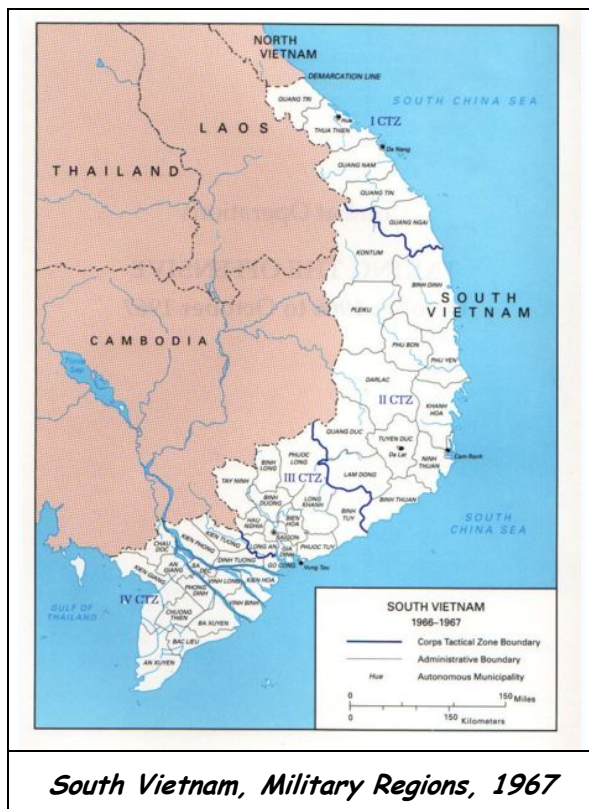 NORTH
VIETNAM
DEMARCATION LINE
QUANG TRI
SOUTH CHINA SEA
Hue
I CTZ
LAOS
THUA THIEN
Da Nang
THAILAND
QUANG NAM
QUANG TIN
QUANG NGAI
KONTUM
BINH DINH
SOUTH
VIETNAM
PLEIKU
CAMBODIA
PHU BON
PHU YEN
Tonle
Sap
DARLAC
II CTZ
KHANH
HOA
QUANG DUC
TUYEN DUC
Da Lat
Cam Ranh
NINH
THUAN
PHUOC
LONG
BINH
LONG
III CTZ
LAM DONG
TAY NINH
BINH
DUONG
LONG
KHANH
BINH
TUY
BINH THUAN
HAU
NGHIA
BIEN
HOA
SAIGON
SOUTH
CHINA SEA
LONG AN
GIA
DINH
PHUOC TUY
Vung Tau
GO CONG
KIEN TUONG
KIEN PHONG
CHAU
DOC
DINH TUONG
AN
GIANG
SA
DEC
KIEN GIANG
VINH LONG
KIEN HOA
PHONG
DINH
VINH BINH
GULF OF
THAILAND
IV CTZ
CHUONG
THIEN
BA XUYEN
BAC LIEU
AN XUYEN
SOUTH VIETNAM
1966–1967
Corps Tactical Zone Boundary
Administrative Boundary
Hue Autonomous Municipality
0 150 Miles
0 150 Kilometers
South Vietnam, Military Regions, 1967